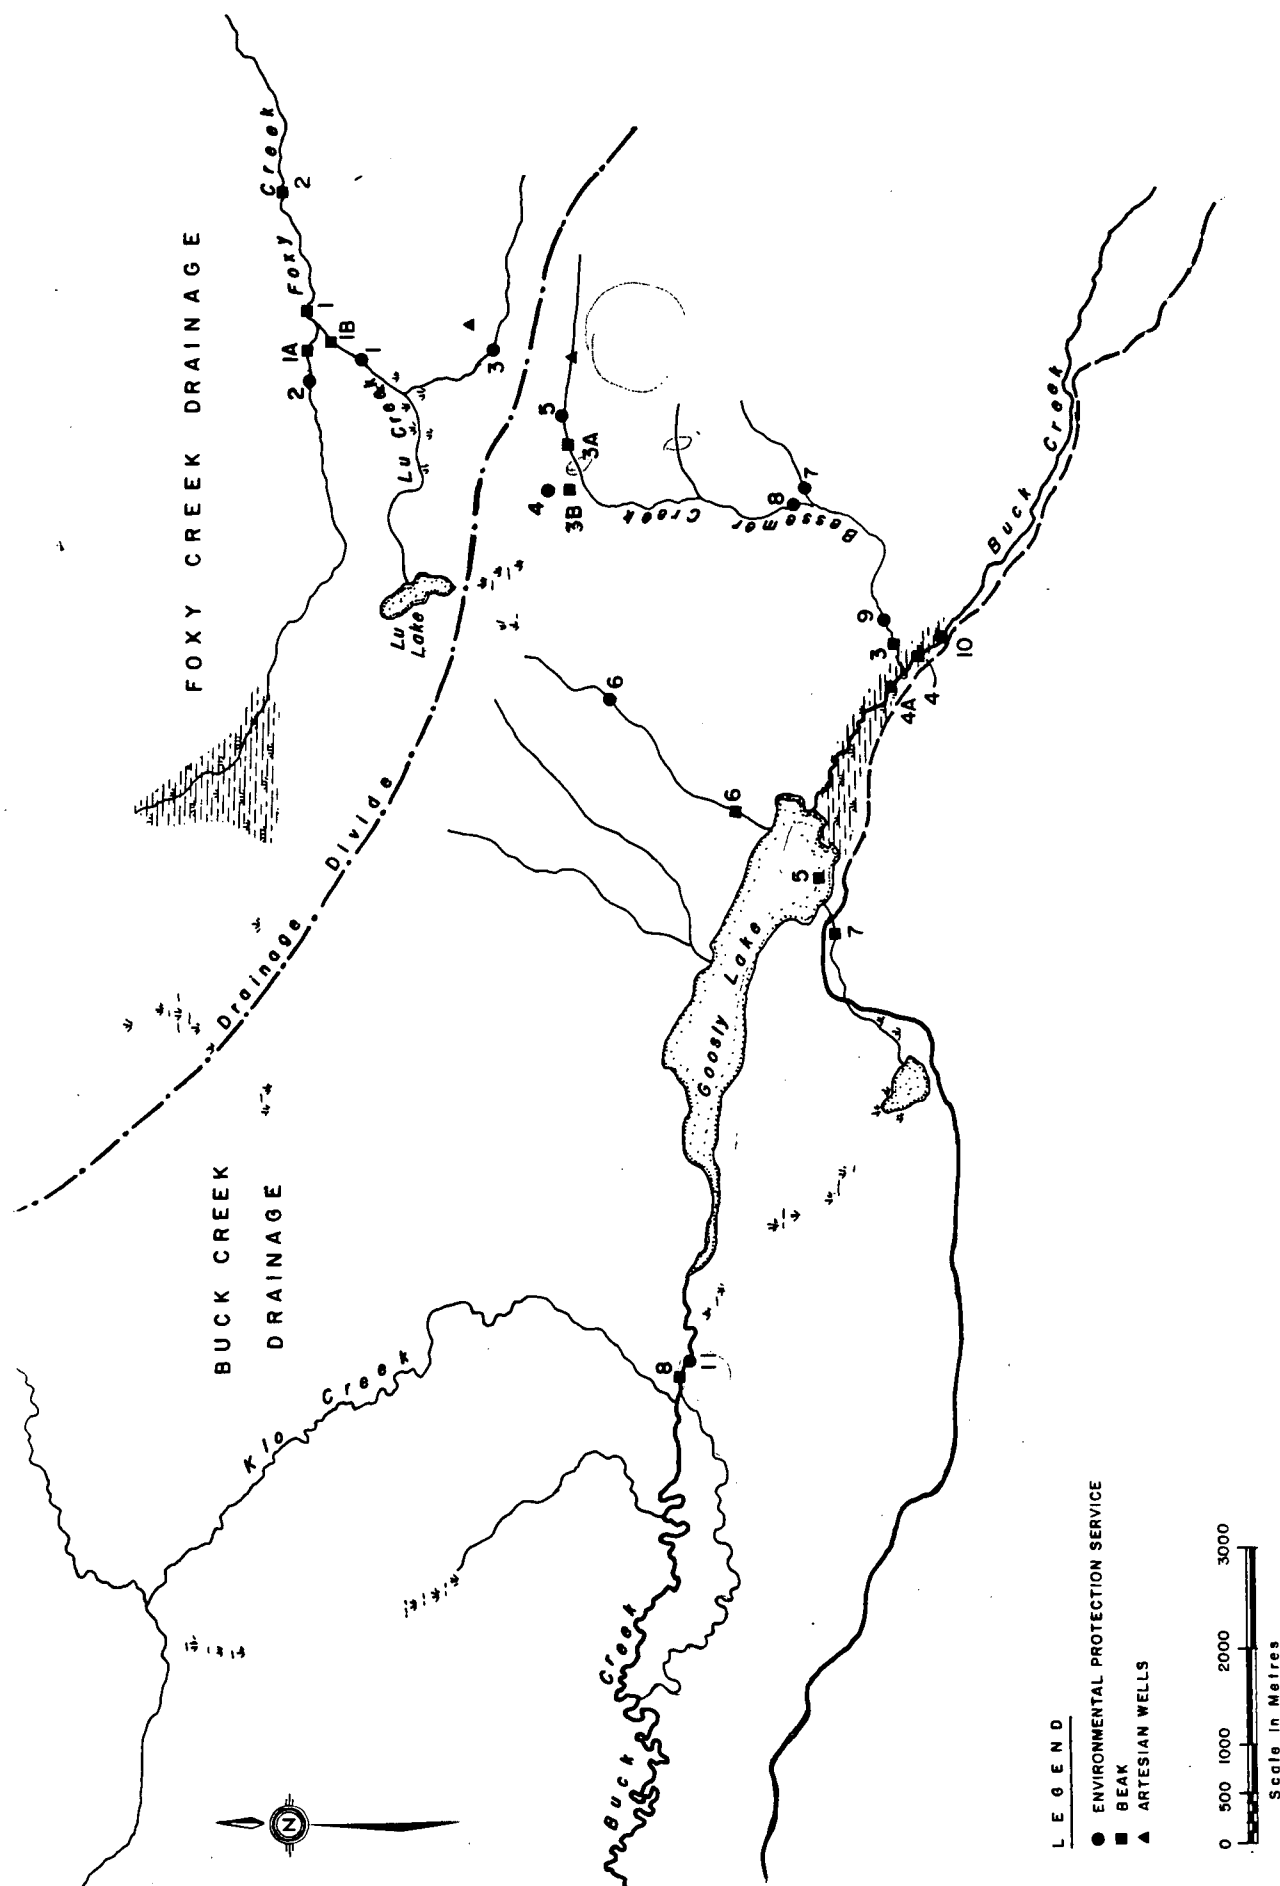 FOXY CREEK DRAINAGE
Foxy Creek
2
1
1A
1B
2
1
Lu Creek
3
Lu
Lake
Drainage Divide
BUCK CREEK
DRAINAGE
Klo Creek
5
3A
4
3B
Bessemer Creek
7
8
9
3
10
4
4A
Buck Creek
6
6
5
7
Goosly Lake
8
11
Buck Creek
N
LEGEND
ENVIRONMENTAL PROTECTION SERVICE
BEAK
ARTESIAN WELLS
0 500 1000 2000 3000
Scale in Metres